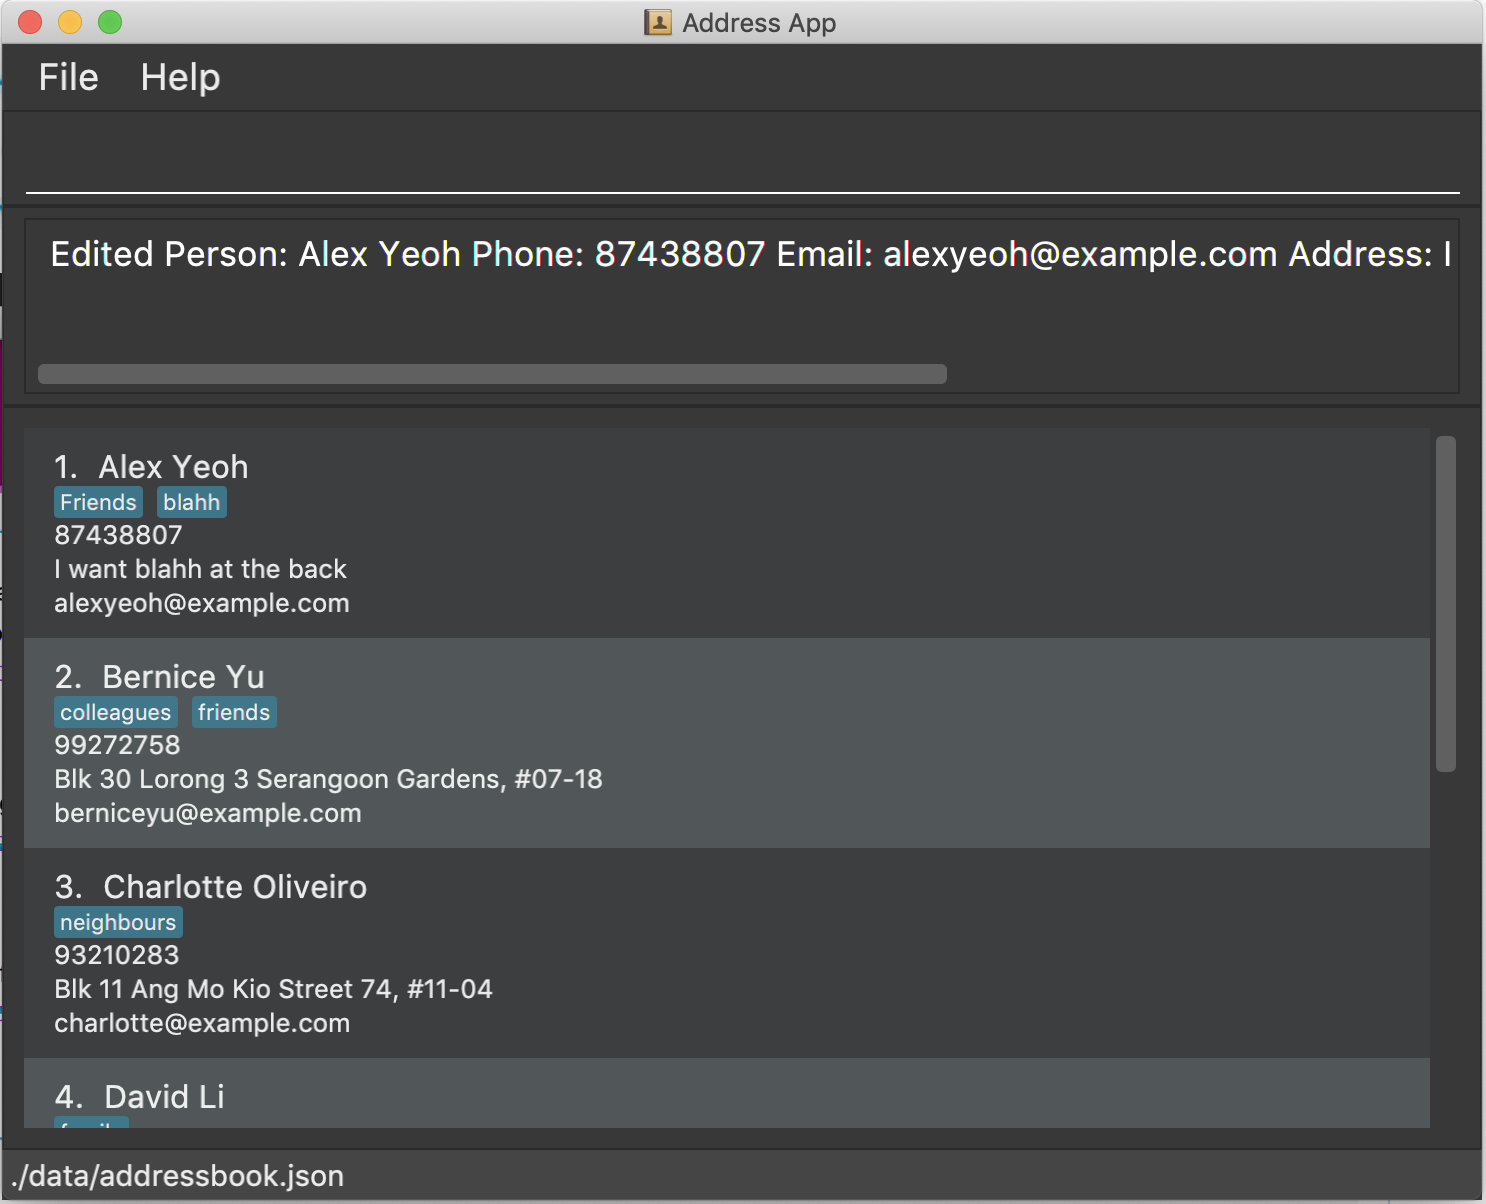 Address App
File Help
Edited Person: Alex Yeoh Phone: 87438807 Email: alexyeoh@example.com Address: I
1. Alex Yeoh
Friends blahh
87438807
I want blahh at the back
alexyeoh@example.com
2. Bernice Yu
colleagues friends
99272758
Blk 30 Lorong 3 Serangoon Gardens, #07-18
berniceyu@example.com
3. Charlotte Oliveiro
neighbours
93210283
Blk 11 Ang Mo Kio Street 74, #11-04
charlotte@example.com
4. David Li
./data/addressbook.json